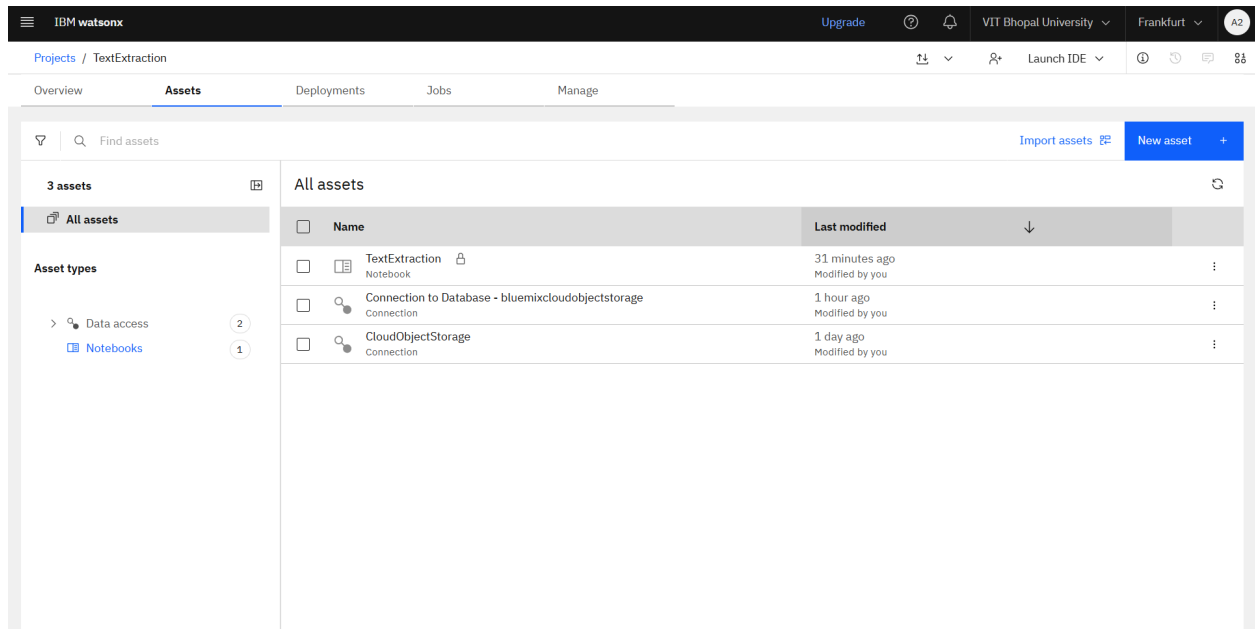 IBM watsonx
Upgrade
VIT Bhopal University
Frankfurt
A2
Projects / TextExtraction
Launch IDE
Overview
Assets
Deployments
Jobs
Manage
Find assets
Import assets
New asset +
3 assets
All assets
All assets
Name
Last modified
Asset types
TextExtraction
Notebook
31 minutes ago
Modified by you
Connection to Database - bluemixcloudobjectstorage
Connection
1 hour ago
Modified by you
Data access
2
CloudObjectStorage
Connection
1 day ago
Modified by you
Notebooks
1